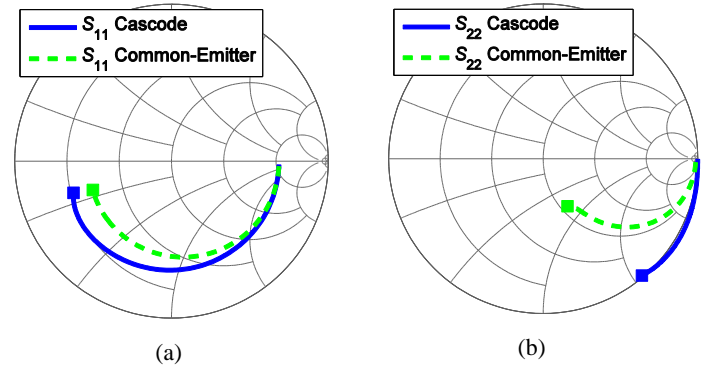 S11 Cascode
S11 Common-Emitter
S22 Cascode
S22 Common-Emitter
(a)
(b)